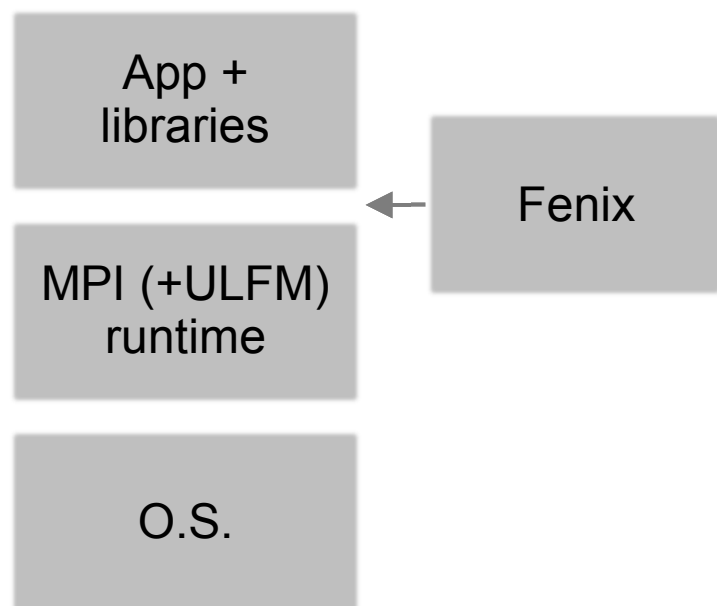 App +
libraries
Fenix
MPI (+ULFM)
runtime
O.S.